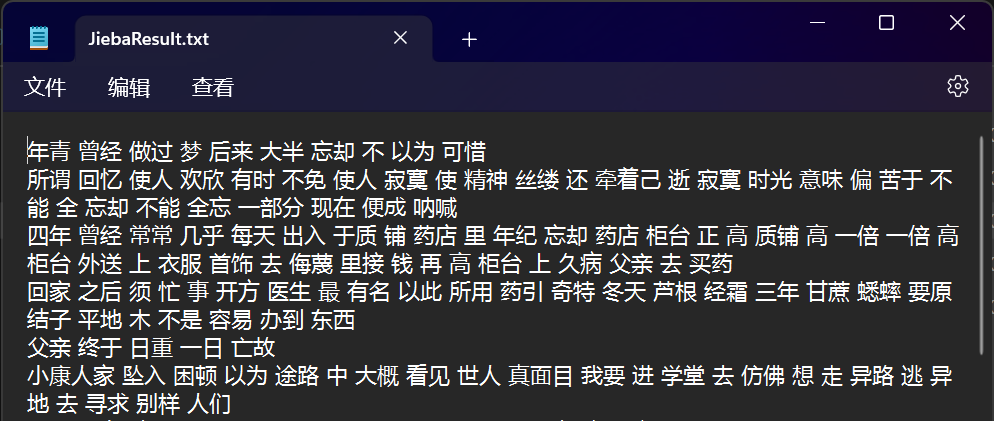 JiebaResult.txt
文件 编辑 查看
年青 曾经 做过 梦 后来 大半 忘却 不 以为 可惜
所谓 回忆 使人 欢欣 有时 不免 使人 寂寞 使 精神 丝缕 还 牵着己 逝 寂寞 时光 意味 偏 苦于 不
能 全 忘却 不能 全忘 一部分 现在 便成 呐喊
四年 曾经 常常 几乎 每天 出入 于质 铺 药店 里 年纪 忘却 药店 柜台 正 高 质铺 高 一倍 一倍 高
柜台 外送 上 衣服 首饰 去 侮蔑 里接 钱 再 高 柜台 上 久病 父亲 去 买药
回家 之后 须 忙 事 开方 医生 最 有名 以此 所用 药引 奇特 冬天 芦根 经霜 三年 甘蔗 蟋蟀 要原
结子 平地 木 不是 容易 办到 东西
父亲 终于 日重 一日 亡故
小康人家 坠入 困顿 以为 途路 中 大概 看见 世人 真面目 我要 进 学堂 去 仿佛 想 走 异路 逃 异
地 去 寻求 别样 人们